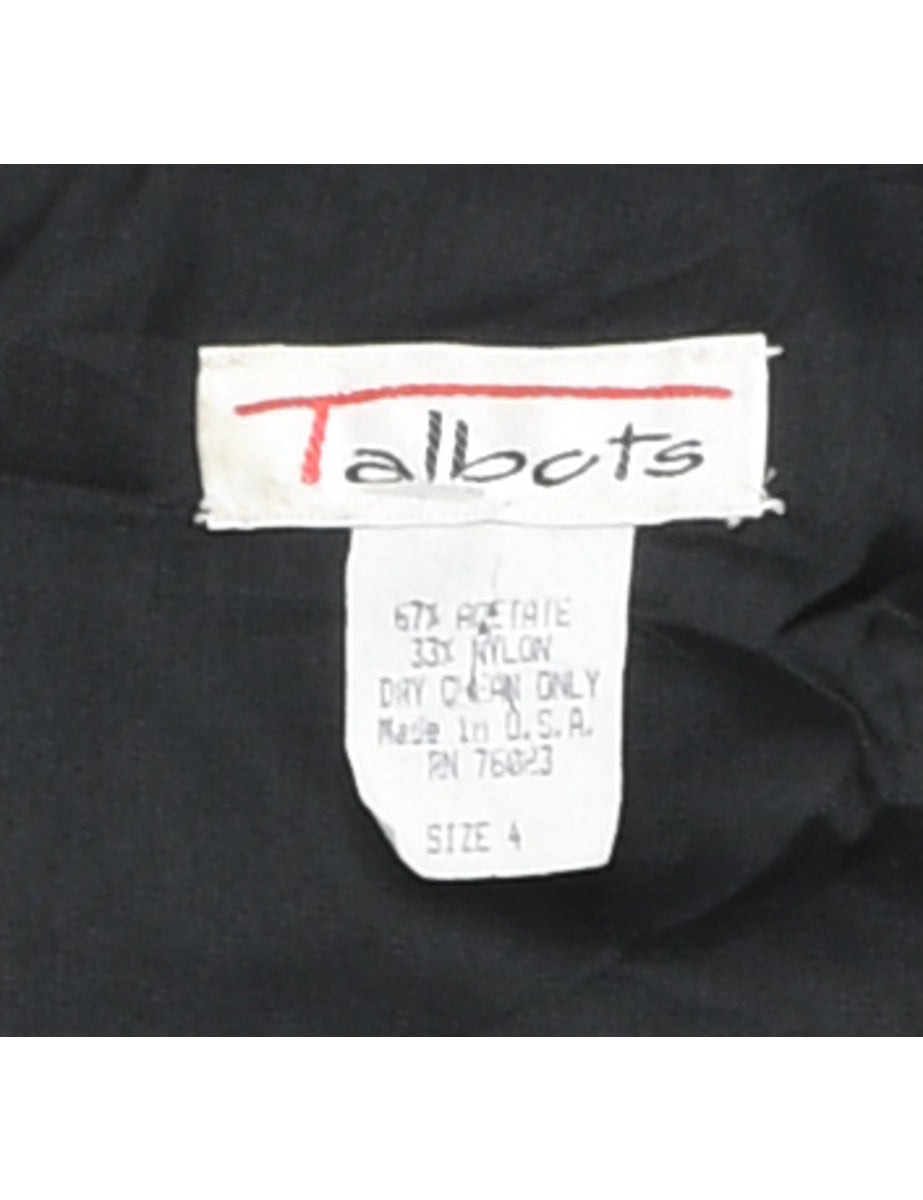 Talbots
67% ACETATE
33% NYLON
DRY CLEAN ONLY
Made in U.S.A.
RN 76023
SIZE 4